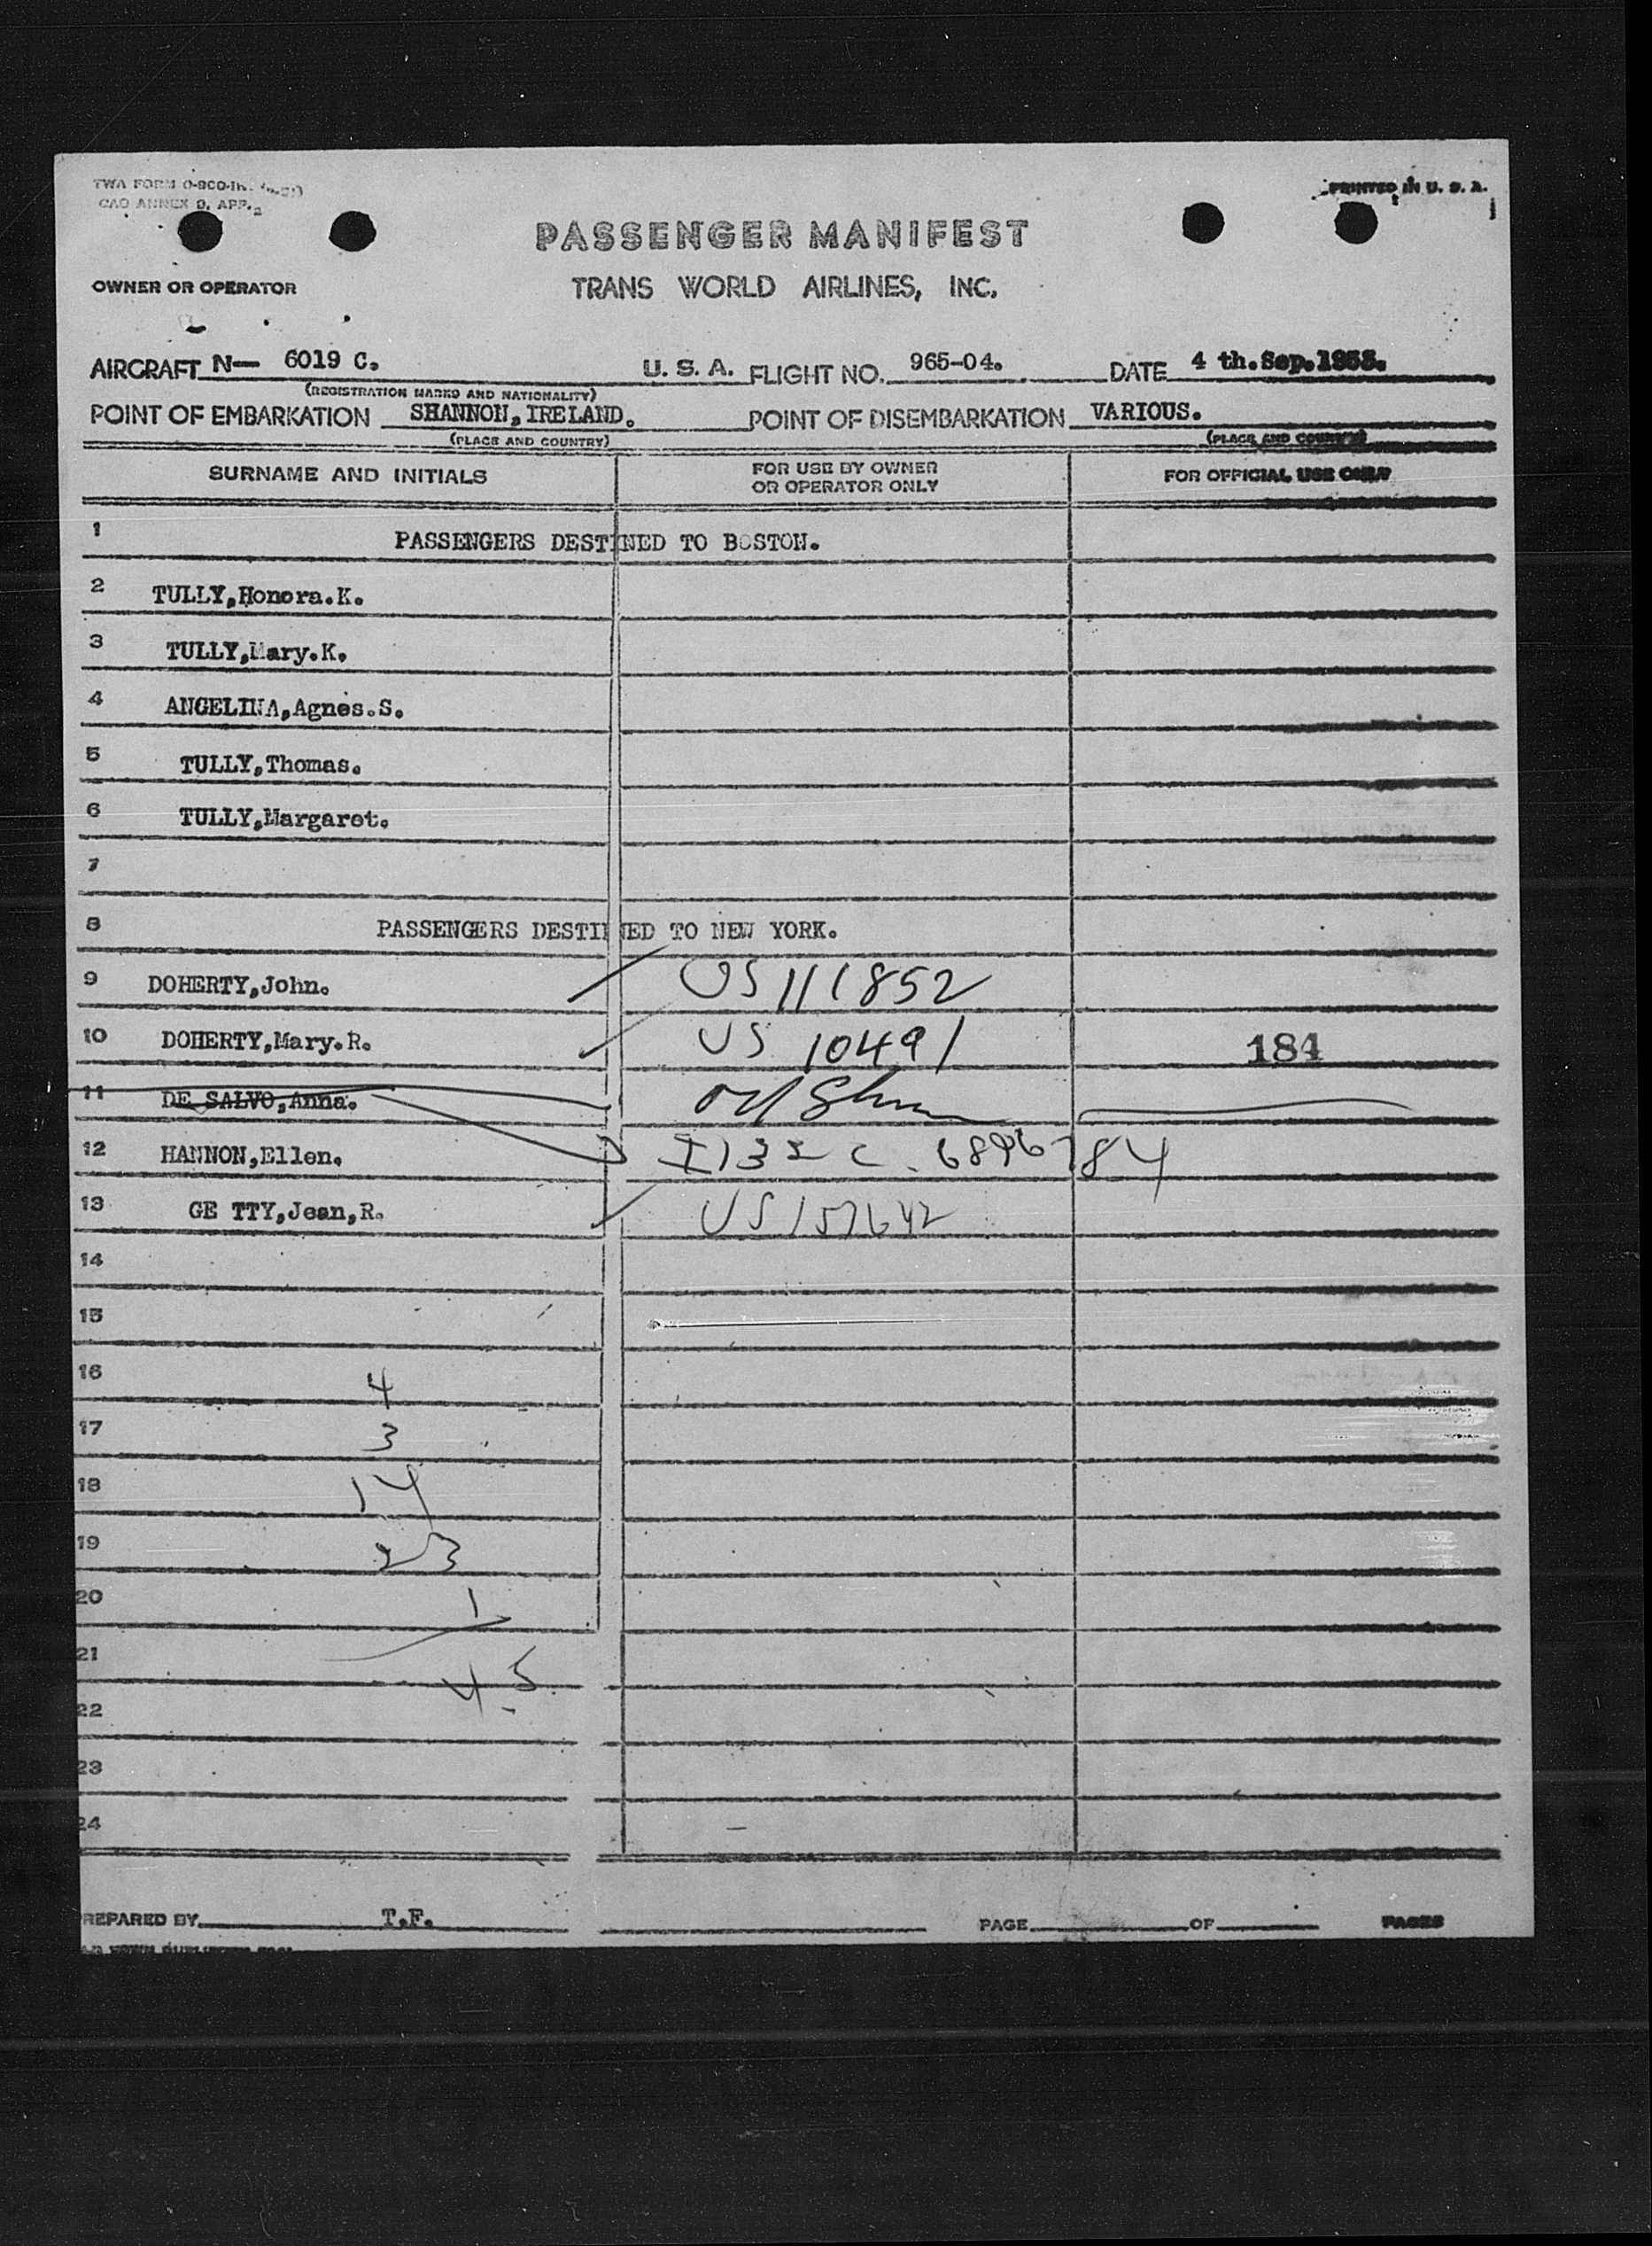 TWA FORM O-900-
CAO ANNEX 9, APP. 2
PRINTED IN U. S. A.
PASSENGER MANIFEST
OWNER OR OPERATOR
TRANS WORLD AIRLINES, INC.
AIRCRAFT N— 6019 C. U. S. A. FLIGHT NO. 965-04. DATE 4 th.Sep.
(REGISTRATION MARKS AND NATIONALITY)
POINT OF EMBARKATION SHANNON, IRELAND. POINT OF DISEMBARKATION VARIOUS.
(PLACE AND COUNTRY) (PLACE AND COUNTRY)
SURNAME AND INITIALS FOR USE BY OWNER OR OPERATOR ONLY FOR OFFICIAL USE ONLY
1 PASSENGERS DESTINED TO BOSTON.
2 TULLY,Honora.K.
3 TULLY,Mary.K.
4 ANGELINA,Agnes.S.
5 TULLY,Thomas.
6 TULLY,Margaret.
7
8 PASSENGERS DESTINED TO NEW YORK.
9 DOHERTY,John. US 111852
10 DOHERTY,Mary.R. US 10491 184
11 DE SALVO,Anna.
12 HANNON,Ellen. 6896784
13 GE TTY,Jean,R. US 157642
14
15
16 4
17 3
18 14
19 23
20 1
21 45
22
23
24
REPARED BY T.F. PAGE OF PAGES